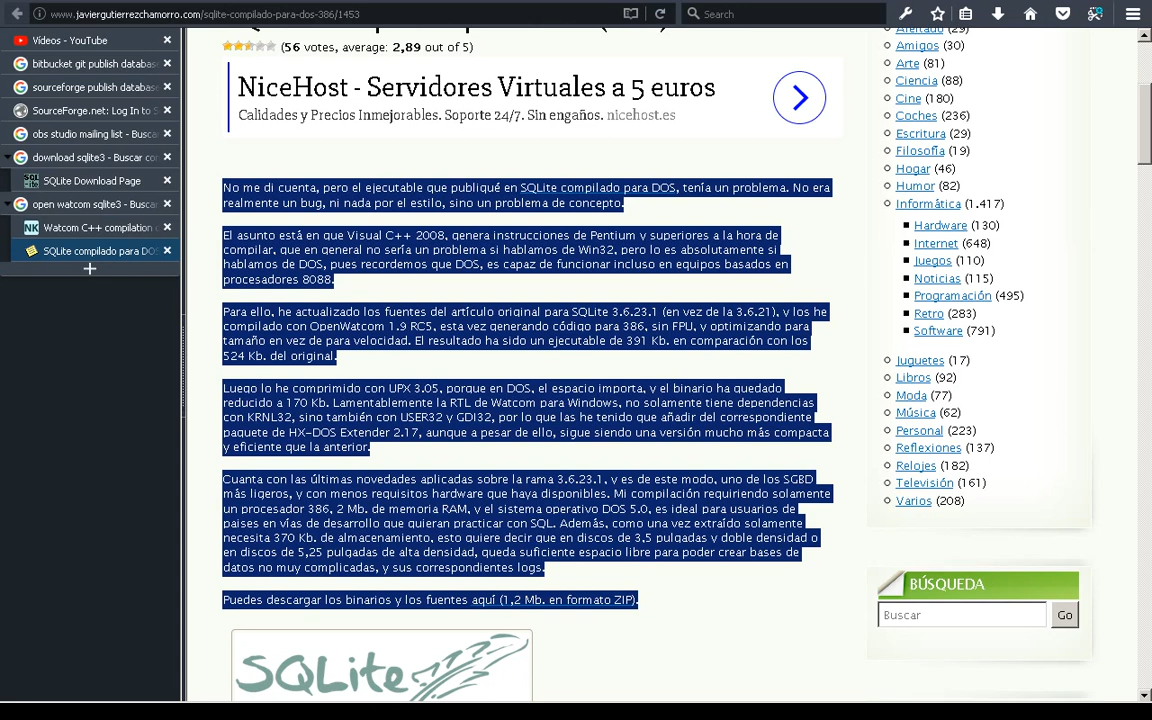 www.javiergutierrezchamorro.com/sqlite-compilado-para-dos-386/1453
Search
Vídeos - YouTube
bitbucket git publish databas
sourceforge publish databas
SourceForge.net: Log In to S
obs studio mailing list - Busca
download sqlite3 - Buscar co
SQLite Download Page
open watcom sqlite3 - Busca
Watcom C++ compilation
SQLite compilado para DO
(56 votes, average: 2,89 out of 5)
NiceHost - Servidores Virtuales a 5 euros
Calidades y Precios Inmejorables. Soporte 24/7. Sin engaños. nicehost.es
No me di cuenta, pero el ejecutable que publiqué en SQLite compilado para DOS, tenía un problema. No era
realmente un bug, ni nada por el estilo, sino un problema de concepto.
El asunto está en que Visual C++ 2008, genera instrucciones de Pentium y superiores a la hora de
compilar, que en general no sería un problema si hablamos de Win32, pero lo es absolutamente si
hablamos de DOS, pues recordemos que DOS, es capaz de funcionar incluso en equipos basados en
procesadores 8088.
Para ello, he actualizado los fuentes del artículo original para SQLite 3.6.23.1 (en vez de la 3.6.21), y los he
compilado con OpenWatcom 1.9 RC5, esta vez generando código para 386, sin FPU, y optimizando para
tamaño en vez de para velocidad. El resultado ha sido un ejecutable de 391 Kb. en comparación con los
524 Kb. del original.
Luego lo he comprimido con UPX 3.05, porque en DOS, el espacio importa, y el binario ha quedado
reducido a 170 Kb. Lamentablemente la RTL de Watcom para Windows, no solamente tiene dependencias
con KRNL32, sino también con USER32 y GDI32, por lo que las he tenido que añadir del correspondiente
paquete de HX-DOS Extender 2.17, aunque a pesar de ello, sigue siendo una versión mucho más compacta
y eficiente que la anterior.
Cuanta con las últimas novedades aplicadas sobre la rama 3.6.23.1, y es de este modo, uno de los SGBD
más ligeros, y con menos requisitos hardware que haya disponibles. Mi compilación requiriendo solamente
un procesador 386, 2 Mb. de memoria RAM, y el sistema operativo DOS 5.0, es ideal para usuarios de
paises en vías de desarrollo que quieran practicar con SQL. Además, como una vez extraído solamente
necesita 370 Kb. de almacenamiento, esto quiere decir que en discos de 3,5 pulgadas y doble densidad o
en discos de 5,25 pulgadas de alta densidad, queda suficiente espacio libre para poder crear bases de
datos no muy complicadas, y sus correspondientes logs.
Puedes descargar los binarios y los fuentes aquí (1,2 Mb. en formato ZIP).
SQLite
Amigos (30)
Arte (81)
Ciencia (88)
Cine (180)
Coches (236)
Escritura (29)
Filosofía (19)
Hogar (46)
Humor (82)
Informática (1.417)
Hardware (130)
Internet (648)
Juegos (110)
Noticias (115)
Programación (495)
Retro (283)
Software (791)
Juguetes (17)
Libros (92)
Moda (77)
Música (62)
Personal (223)
Reflexiones (137)
Relojes (182)
Televisión (161)
Varios (208)
BÚSQUEDA
Buscar
Go